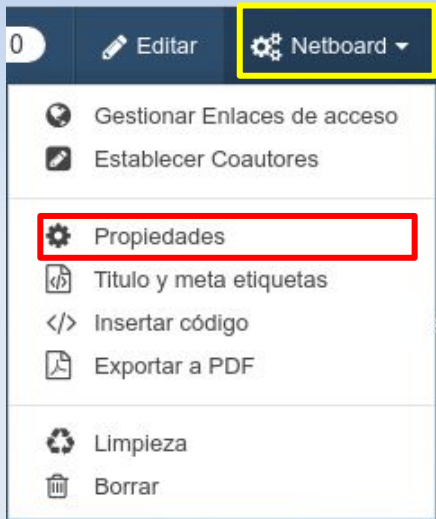 0
Editar
Netboard
Gestionar Enlaces de acceso
Establecer Coautores
Propiedades
Titulo y meta etiquetas
Insertar código
Exportar a PDF
Limpieza
Borrar